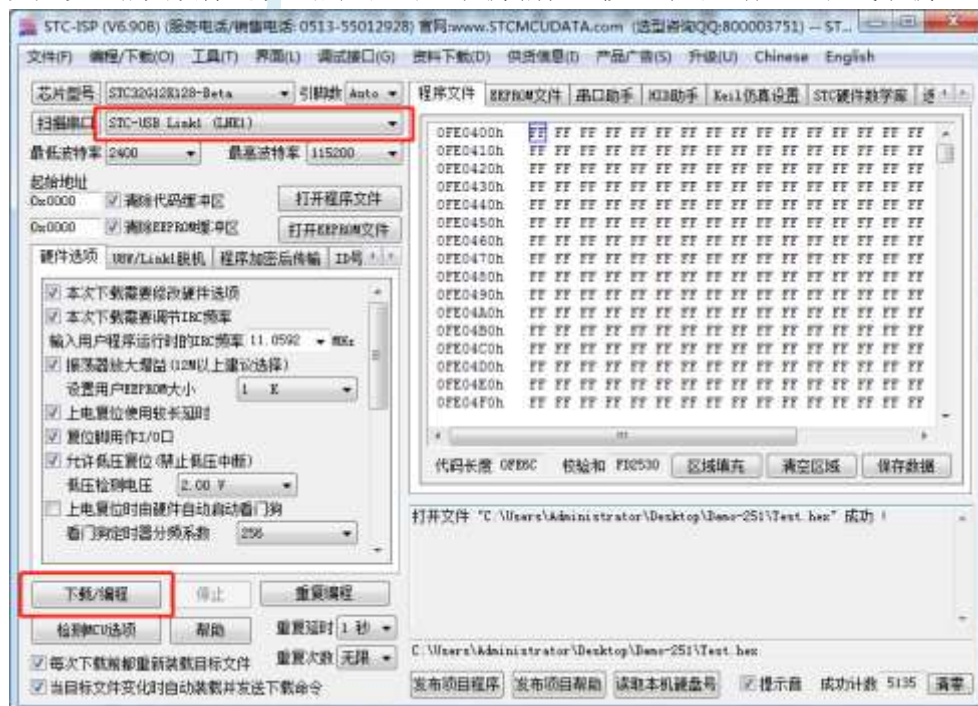 STC-ISP (V6.90B) (服务电话/销售电话: 0513-55012928) 官网:www.STCMCUDATA.com (选型咨询QQ:800003751) -- ST...
文件(F) 编程/下载(O) 工具(T) 界面(L) 调试接口(G) 资料下载(D) 供货信息(I) 产品广告(S) 升级(U) Chinese English
芯片型号 STC32G12K128-Beta 引脚数 Auto
程序文件 EEPROM文件 串口助手 HID助手 Keil仿真设置 STC硬件数学库
扫描串口 STC-USB Link1 (LNK1)
最低波特率 2400 最高波特率 115200
起始地址
0x0000 清除代码缓冲区 打开程序文件
0x0000 清除EEPROM缓冲区 打开EEPROM文件
硬件选项 U8W/Link1脱机 程序加密后传输 ID号
本次下载需要修改硬件选项
本次下载需要调节IRC频率
输入用户程序运行时的IRC频率 11.0592 MHz
振荡器放大增益(12M以上建议选择)
设置用户EEPROM大小 1 K
上电复位使用较长延时
复位脚用作I/O口
允许低压复位(禁止低压中断)
低压检测电压 2.00 V
上电复位时由硬件自动启动看门狗
看门狗定时器分频系数 256
0FE0400h FF FF FF FF FF FF FF FF FF FF FF FF FF FF FF FF
0FE0410h FF FF FF FF FF FF FF FF FF FF FF FF FF FF FF FF
0FE0420h FF FF FF FF FF FF FF FF FF FF FF FF FF FF FF FF
0FE0430h FF FF FF FF FF FF FF FF FF FF FF FF FF FF FF FF
0FE0440h FF FF FF FF FF FF FF FF FF FF FF FF FF FF FF FF
0FE0450h FF FF FF FF FF FF FF FF FF FF FF FF FF FF FF FF
0FE0460h FF FF FF FF FF FF FF FF FF FF FF FF FF FF FF FF
0FE0470h FF FF FF FF FF FF FF FF FF FF FF FF FF FF FF FF
0FE0480h FF FF FF FF FF FF FF FF FF FF FF FF FF FF FF FF
0FE0490h FF FF FF FF FF FF FF FF FF FF FF FF FF FF FF FF
0FE04A0h FF FF FF FF FF FF FF FF FF FF FF FF FF FF FF FF
0FE04B0h FF FF FF FF FF FF FF FF FF FF FF FF FF FF FF FF
0FE04C0h FF FF FF FF FF FF FF FF FF FF FF FF FF FF FF FF
0FE04D0h FF FF FF FF FF FF FF FF FF FF FF FF FF FF FF FF
0FE04E0h FF FF FF FF FF FF FF FF FF FF FF FF FF FF FF FF
0FE04F0h FF FF FF FF FF FF FF FF FF FF FF FF FF FF FF FF
代码长度 0FE6C 校验和 FD2530 区域填充 清空区域 保存数据
打开文件 "C:\Users\Administrator\Desktop\Demo-251\Test.hex" 成功 !
下载/编程 停止 重复编程
检测MCU选项 帮助 重复延时 1 秒
每次下载前都重新装载目标文件 重复次数 无限
当目标文件变化时自动装载并发送下载命令
C:\Users\Administrator\Desktop\Demo-251\Test.hex
发布项目程序 发布项目帮助 读取本机硬盘号 提示音 成功计数 5135 清零